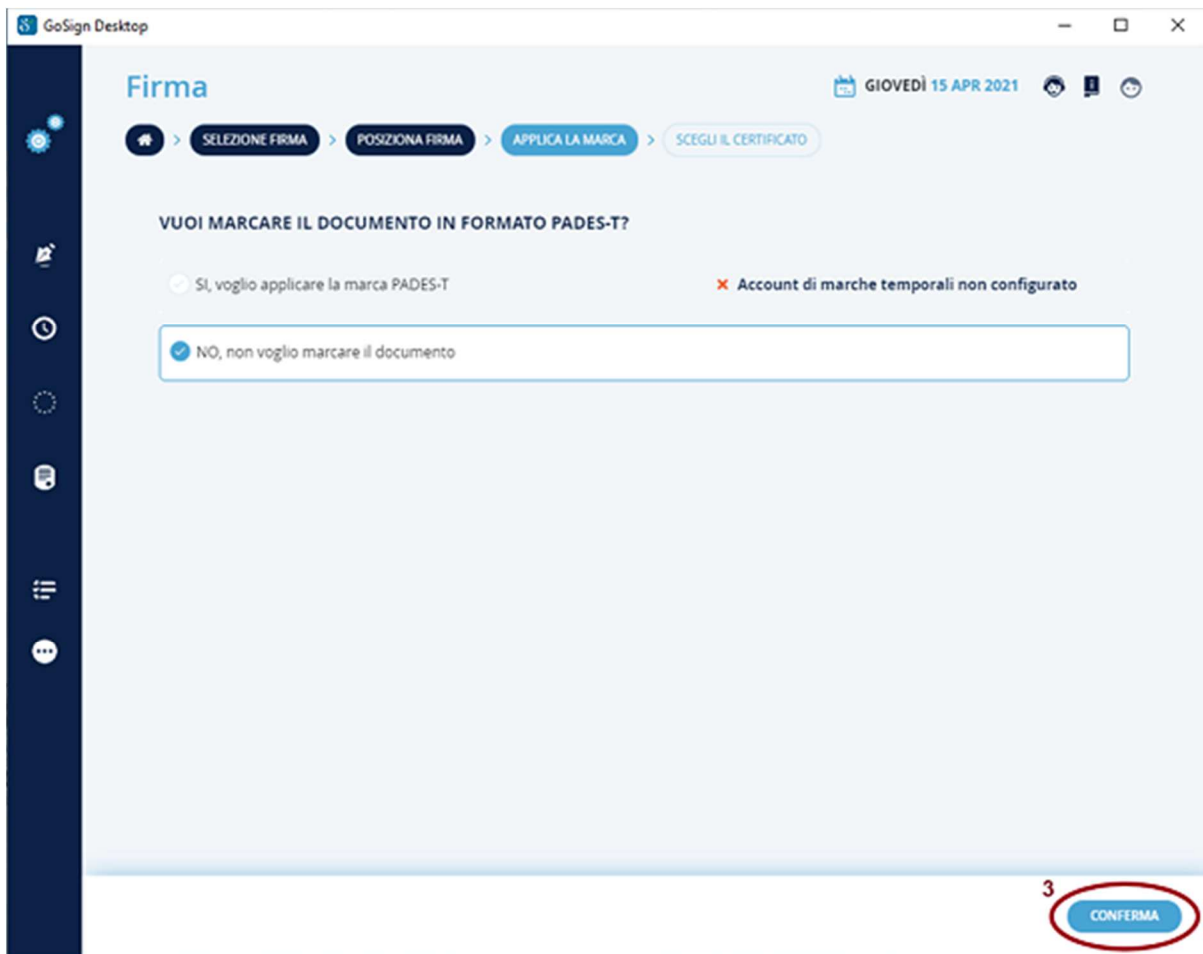 GoSign Desktop
Firma
GIOVEDÌ 15 APR 2021
SELEZIONE FIRMA > POSIZIONA FIRMA > APPLICA LA MARCA > SCEGLI IL CERTIFICATO
VUOI MARCARE IL DOCUMENTO IN FORMATO PADES-T?
SI, voglio applicare la marca PADES-T
Account di marche temporali non configurato
NO, non voglio marcare il documento
3
CONFERMA